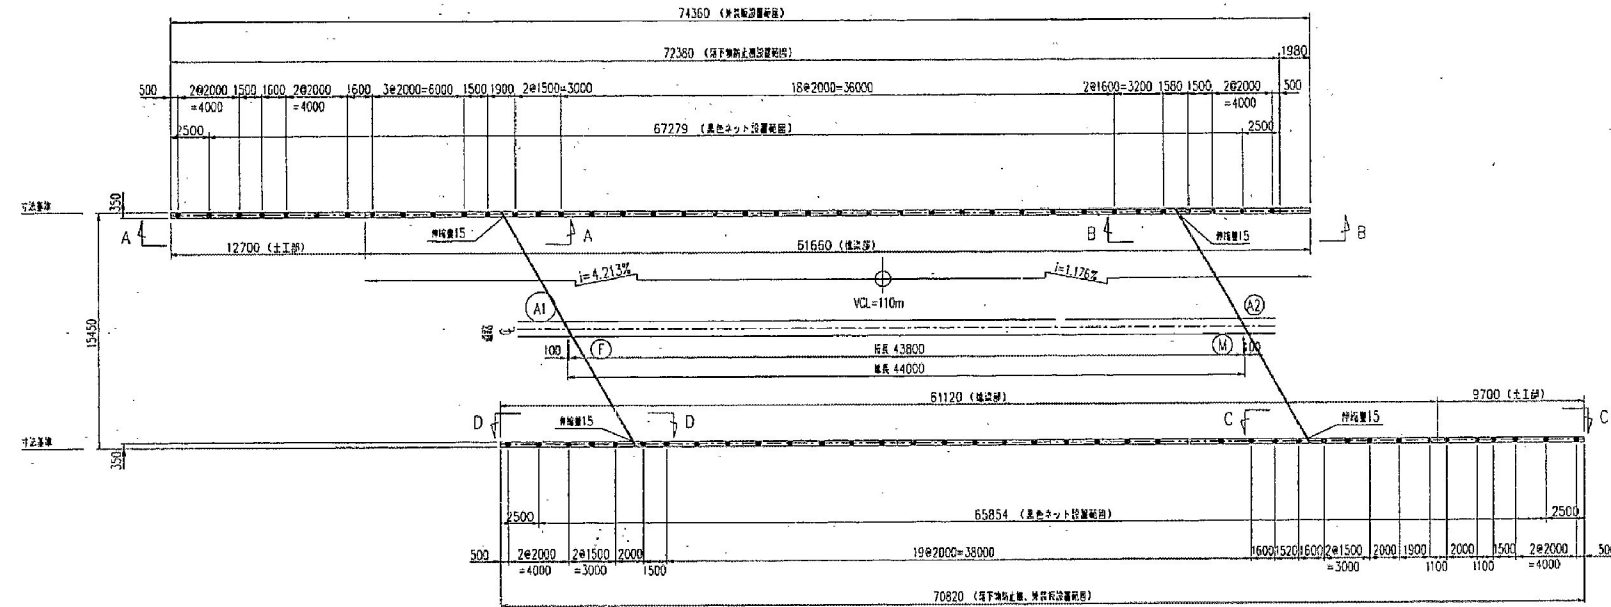 74360 (外装版設置範囲)
72380 (落下物防止柵設置範囲)
1980
500
2@2000
=4000
1500
1600
2@2000
=4000
1600
3@2000=6000
1500
1900
2@1500=3000
18@2000=36000
2@1600=3200
1580
1500
2@2000
=4000
500
2500
67279 (黒色ネット設置範囲)
2500
350
寸法基準
A
伸縮量15
A
B
伸縮量15
B
12700 (土工部)
61660 (橋梁部)
i=4.213%
i=1.176%
VCL=110m
15450
A1
A2
道路
100
F
桁長 43800
M
100
橋長 44000
61120 (橋梁部)
9700 (土工部)
D
伸縮量15
D
C
伸縮量15
C
寸法基準
350
2500
65854 (黒色ネット設置範囲)
2500
500
2@2000
=4000
2@1500
=3000
2000
1500
19@2000=38000
1600
1520
1600
2@1500
=3000
2000
1900
1100
2000
1100
1500
2@2000
=4000
500
70820 (落下物防止柵、外装板設置範囲)